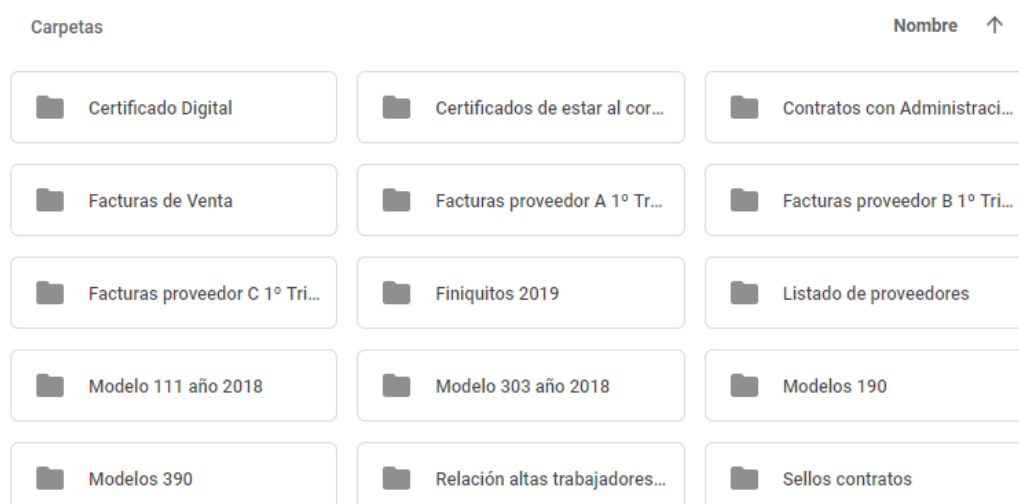 Carpetas Nombre
Certificado Digital
Certificados de estar al cor...
Contratos con Administraci...
Facturas de Venta
Facturas proveedor A 1º Tr...
Facturas proveedor B 1º Tri...
Facturas proveedor C 1º Tri...
Finiquitos 2019
Listado de proveedores
Modelo 111 año 2018
Modelo 303 año 2018
Modelos 190
Modelos 390
Relación altas trabajadores...
Sellos contratos